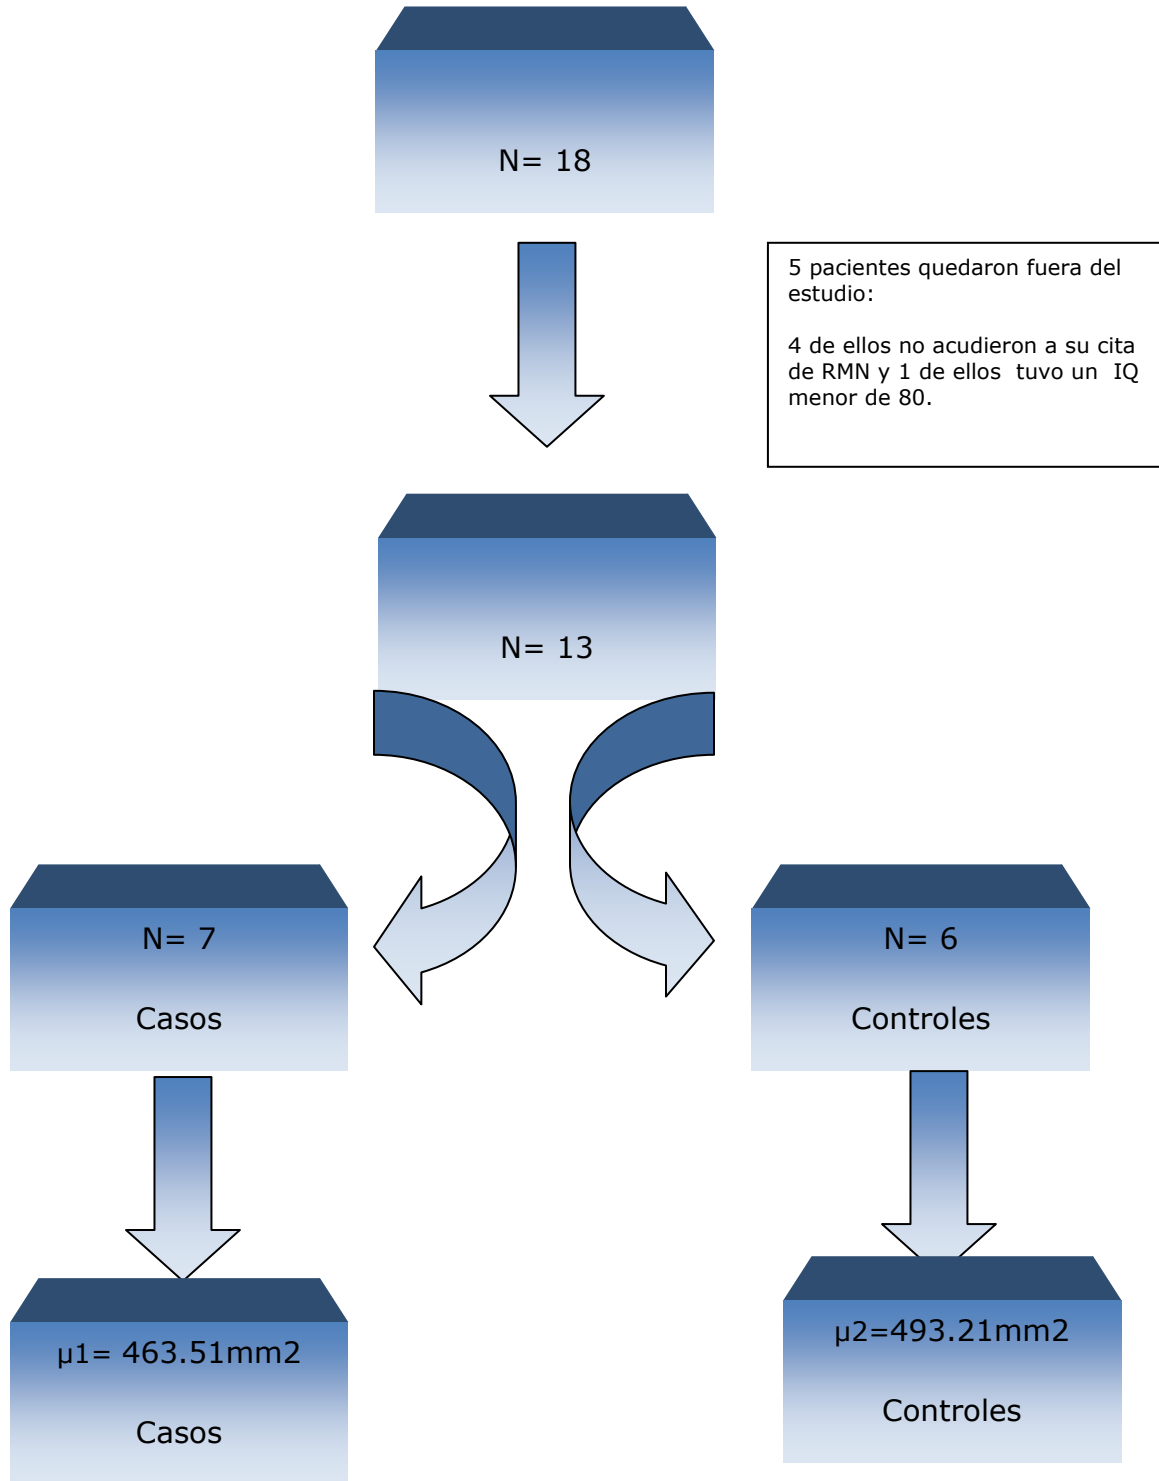 N= 18
5 pacientes quedaron fuera del
estudio:
4 de ellos no acudieron a su cita
de RMN y 1 de ellos tuvo un IQ
menor de 80.
N= 13
N= 7
Casos
N= 6
Controles
µ1= 463.51mm2
Casos
µ2=493.21mm2
Controles